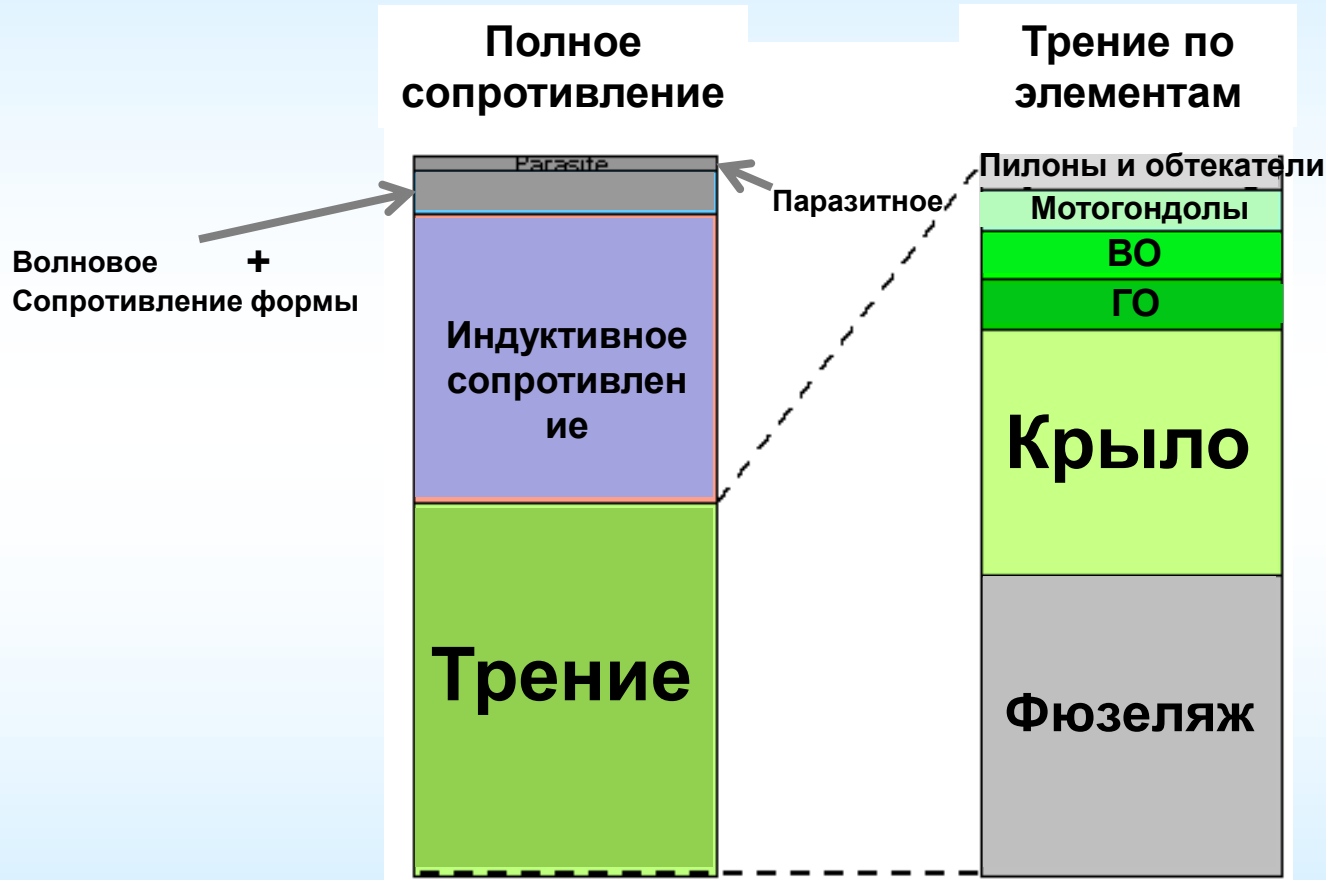 Полное
сопротивление
Трение по
элементам
Parasite
Паразитное
Волновое +
Сопротивление формы
Индуктивное
сопротивлен
ие
Трение
Пилоны и обтекатели
Мотогондолы
ВО
ГО
Крыло
Фюзеляж